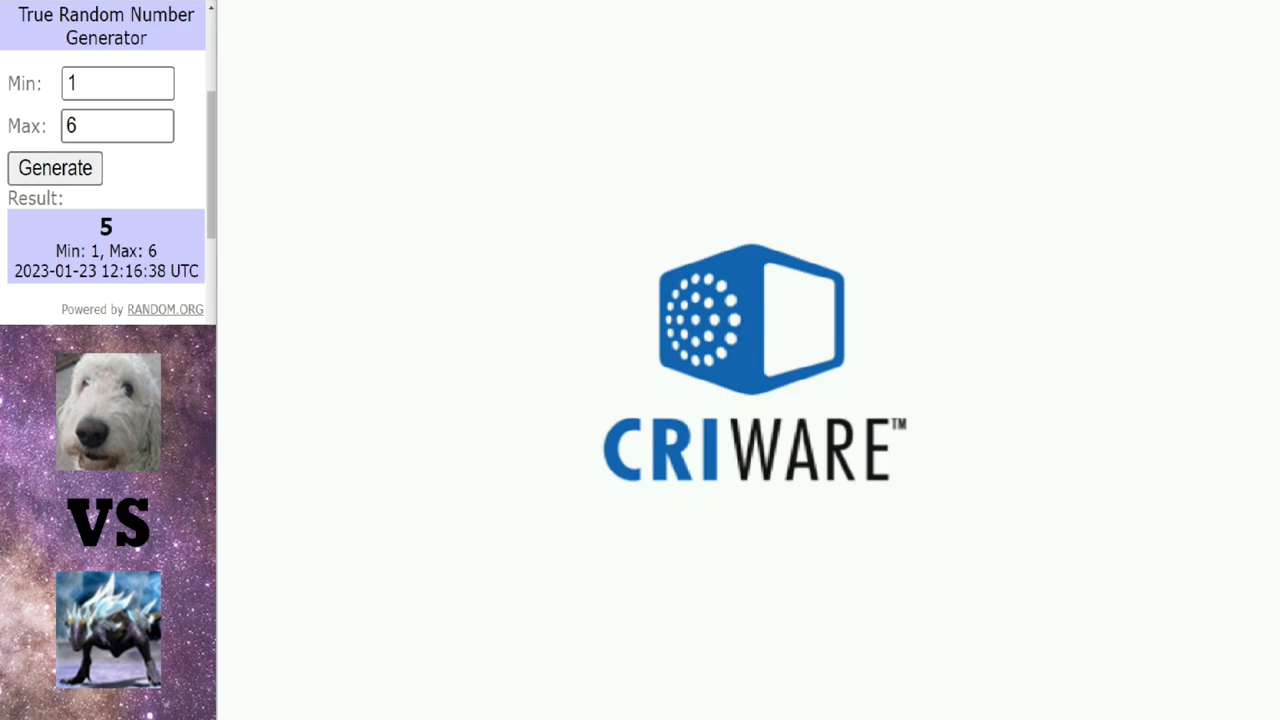 True Random Number
Generator
Min: 1
Max: 6
Generate
Result:
5
Min: 1, Max: 6
2023-01-23 12:16:38 UTC
Powered by RANDOM.ORG
VS
CRIWARE™